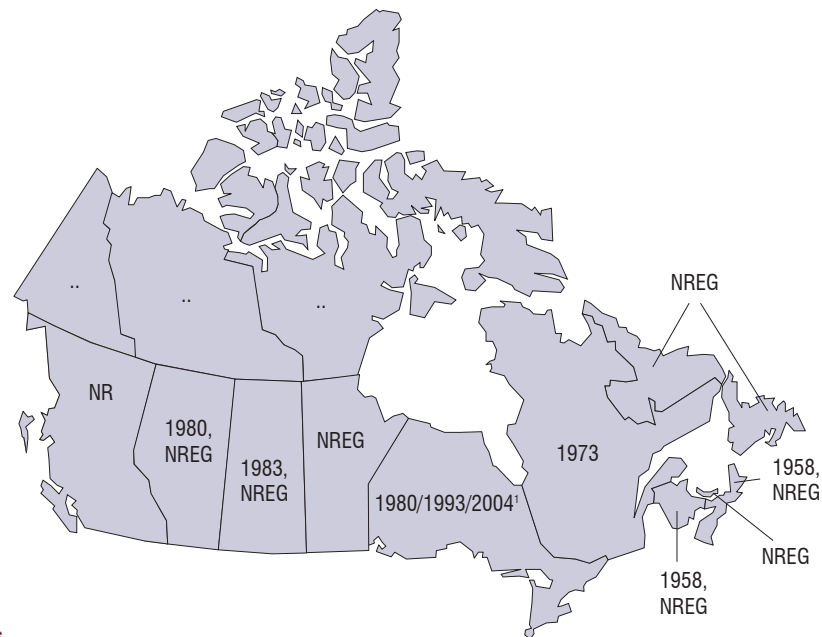 NREG
..
..
..
NR
1980,
NREG
1983,
NREG
NREG
1980/1993/2004¹
1973
1958,
NREG
NREG
1958,
NREG